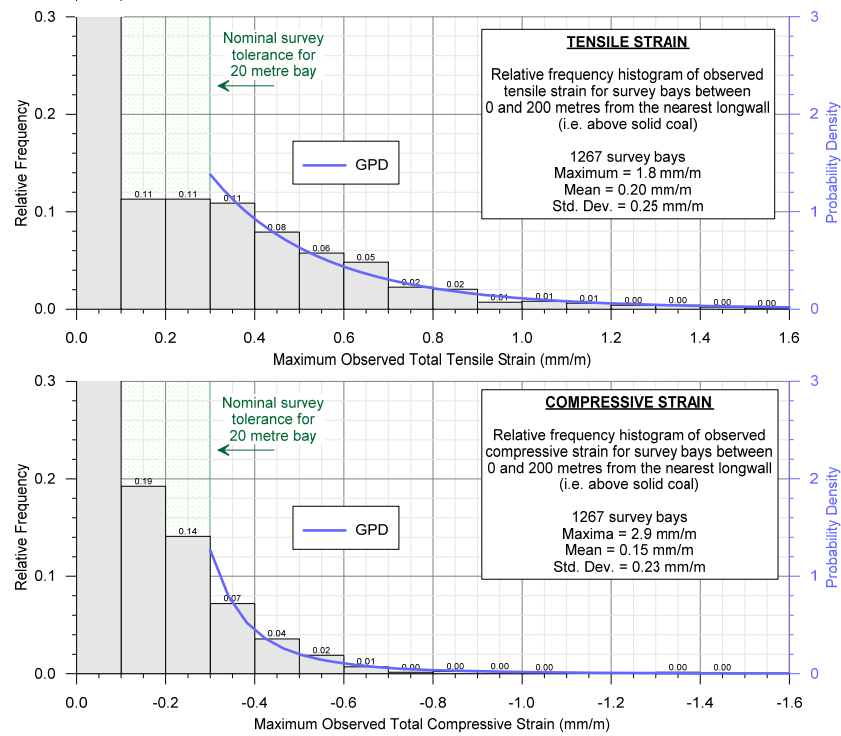 0.3
0.2
0.1
0.0
Relative Frequency
3
2
1
0
Probability Density
Nominal survey
tolerance for
20 metre bay
GPD
TENSILE STRAIN
Relative frequency histogram of observed
tensile strain for survey bays between
0 and 200 metres from the nearest longwall
(i.e. above solid coal)
1267 survey bays
Maximum = 1.8 mm/m
Mean = 0.20 mm/m
Std. Dev. = 0.25 mm/m
0.11 0.11 0.11 0.08 0.06 0.05 0.02 0.02 0.01 0.01 0.01 0.00 0.00 0.00 0.00
0.0 0.2 0.4 0.6 0.8 1.0 1.2 1.4 1.6
Maximum Observed Total Tensile Strain (mm/m)
0.3
0.2
0.1
0.0
Relative Frequency
3
2
1
0
Probability Density
Nominal survey
tolerance for
20 metre bay
GPD
COMPRESSIVE STRAIN
Relative frequency histogram of observed
compressive strain for survey bays between
0 and 200 metres from the nearest longwall
(i.e. above solid coal)
1267 survey bays
Maxima = 2.9 mm/m
Mean = 0.15 mm/m
Std. Dev. = 0.23 mm/m
0.19 0.14 0.07 0.04 0.02 0.01 0.00 0.00 0.00 0.00 0.00 0.00
0.0 -0.2 -0.4 -0.6 -0.8 -1.0 -1.2 -1.4 -1.6
Maximum Observed Total Compressive Strain (mm/m)